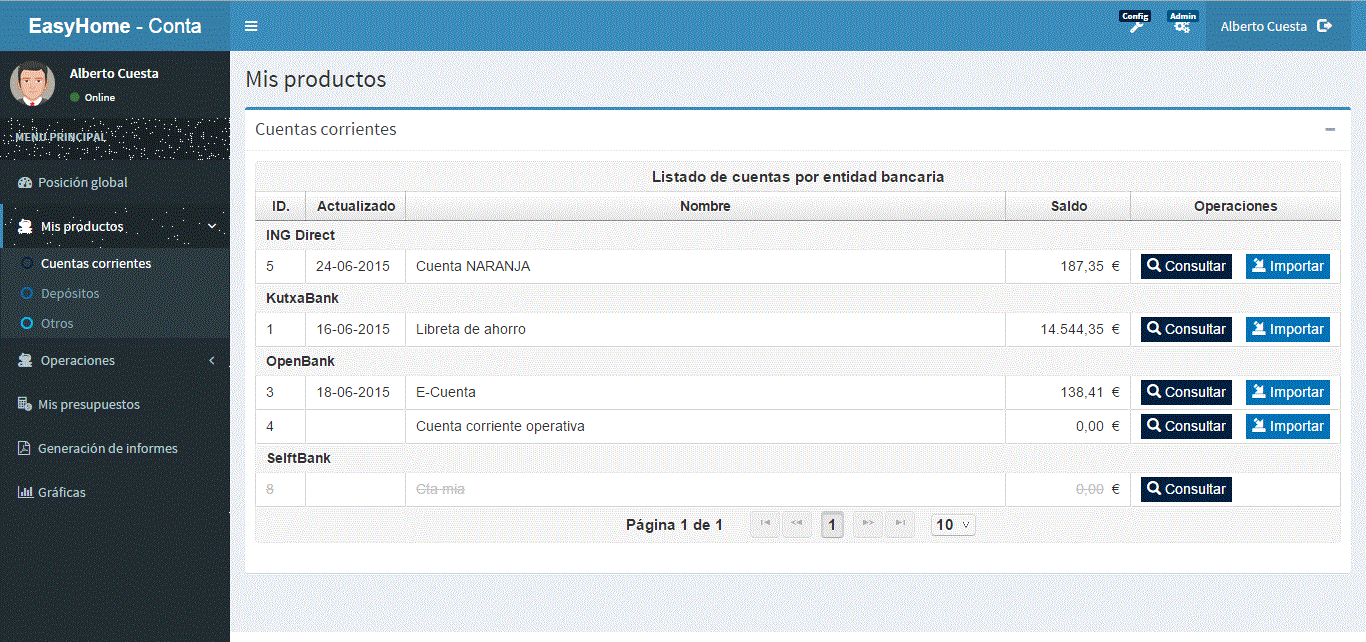 EasyHome - Conta
Config
Admin
Alberto Cuesta
Alberto Cuesta
Online
MENU PRINCIPAL
Posición global
Mis productos
Cuentas corrientes
Depósitos
Otros
Operaciones
Mis presupuestos
Generación de informes
Gráficas
Mis productos
Cuentas corrientes
Listado de cuentas por entidad bancaria
ID. Actualizado Nombre Saldo Operaciones
ING Direct
5 24-06-2015 Cuenta NARANJA 187,35 € Consultar Importar
KutxaBank
1 16-06-2015 Libreta de ahorro 14.544,35 € Consultar Importar
OpenBank
3 18-06-2015 E-Cuenta 138,41 € Consultar Importar
4 Cuenta corriente operativa 0,00 € Consultar Importar
SelftBank
8 Cta mia 0,00 € Consultar
Página 1 de 1 1 10